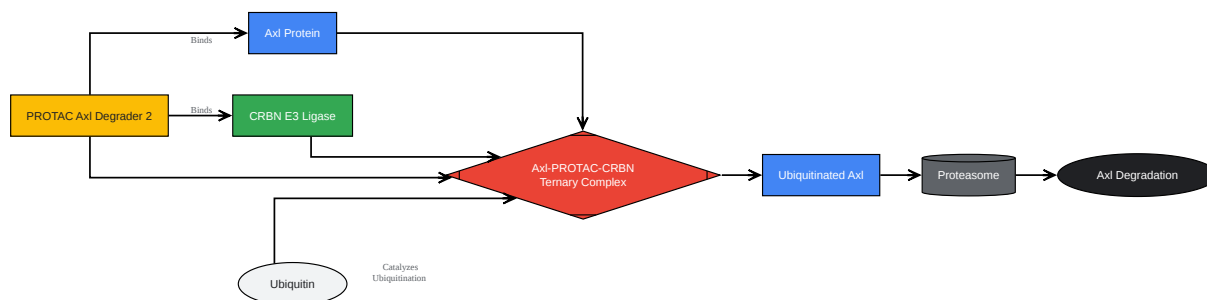 Axl Protein
Binds
PROTAC Axl Degrader 2
Binds
CRBN E3 Ligase
Axl-PROTAC-CRBN
Ternary Complex
Ubiquitinated Axl
Proteasome
Axl Degradation
Catalyzes
Ubiquitination
Ubiquitin